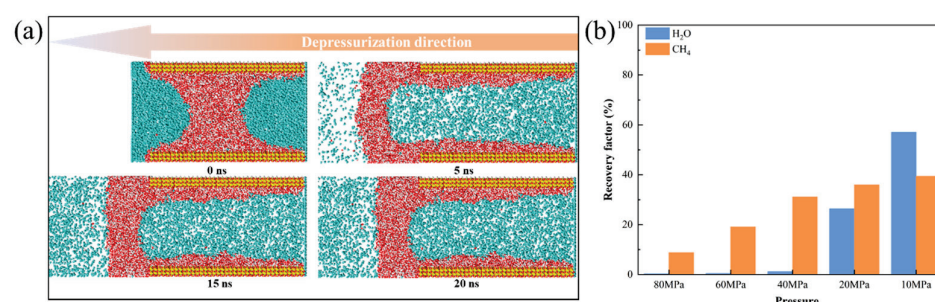 (a)
Depressurization direction
0 ns
5 ns
15 ns
20 ns
(b)
H₂O
CH₄
Recovery factor (%)
100
80
60
40
20
0
80MPa
60MPa
40MPa
20MPa
10MPa
Pressure